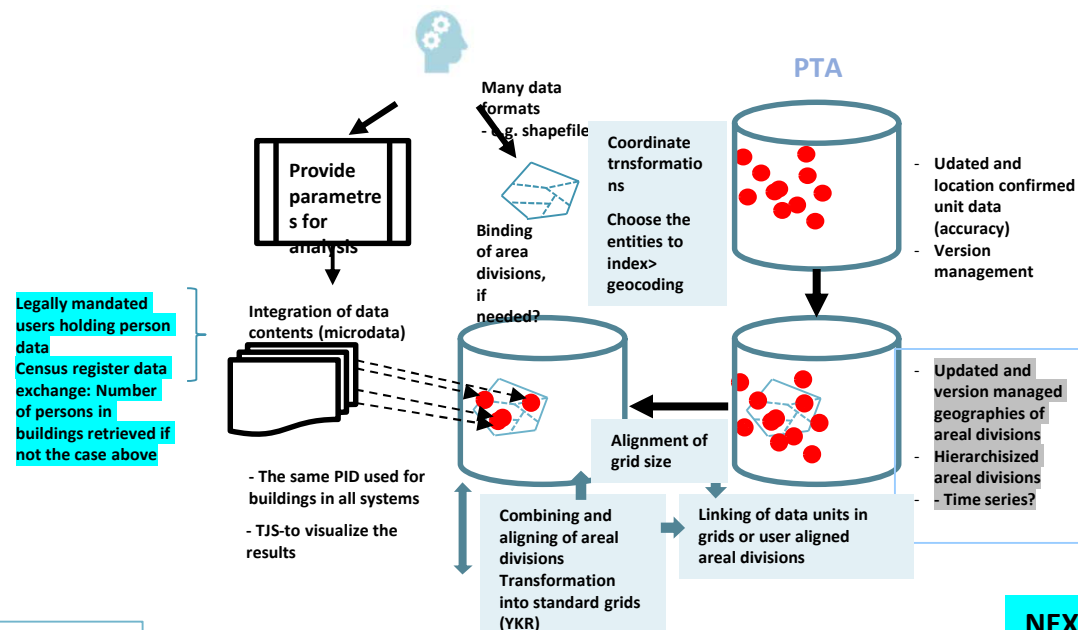 PTA
Many data
formats
- e.g. shapefile
Coordinate
trnsformatio
ns
Choose the
entities to
index>
geocoding
Provide
parametre
s for
analysis
- Udated and
location confirmed
unit data
(accuracy)
- Version
management
Binding
of area
divisions,
if
needed?
Legally mandated
users holding person
data
Census register data
exchange: Number
of persons in
buildings retrieved if
not the case above
Integration of data
contents (microdata)
- Updated and
version managed
geographies of
areal divisions
- Hierarchisized
areal divisions
- - Time series?
Alignment of
grid size
- The same PID used for
buildings in all systems
- TJS-to visualize the
results
Combining and
aligning of areal
divisions
Transformation
into standard grids
(YKR)
Linking of data units in
grids or user aligned
areal divisions
NEX